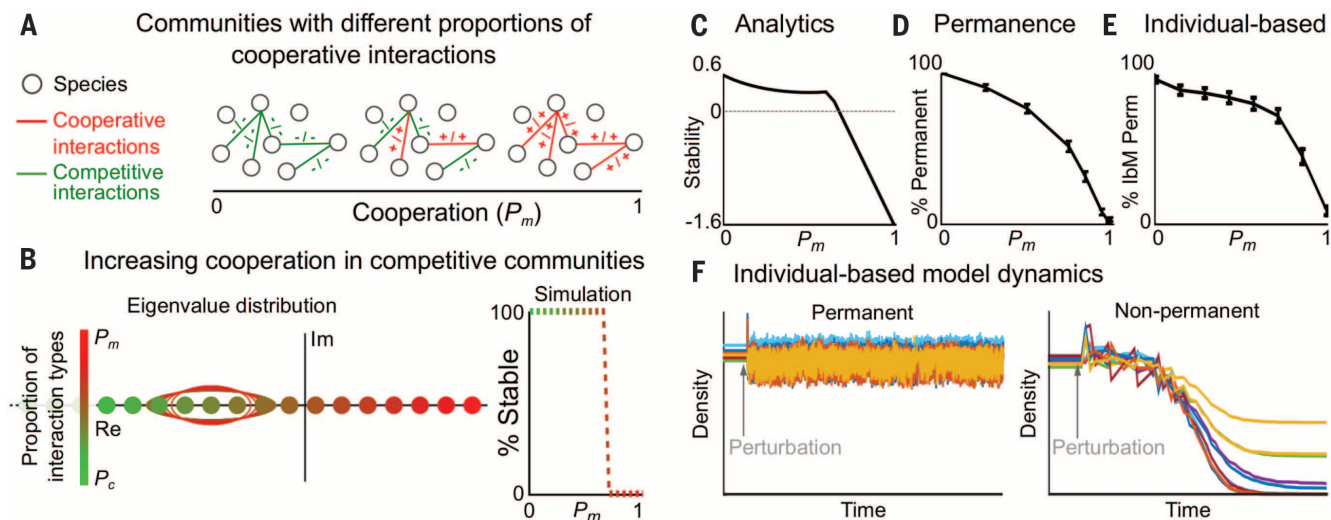 A
Communities with different proportions of
cooperative interactions
Species
Cooperative
interactions
Competitive
interactions
-/- -/- -/- -/- -/-
-/- +/+ -/- +/+ -/-
+/+ +/+ +/+ +/+ +/+
0
Cooperation (Pm)
1
B
Increasing cooperation in competitive communities
Eigenvalue distribution
Proportion of
interaction types
Pm
Pc
Re
Im
Simulation
% Stable
100
0
0
Pm
1
C
Analytics
Stability
0.6
0
-1.6
0
Pm
1
D
Permanence
% Permanent
100
0
0
Pm
1
E
Individual-based
% IbM Perm
100
0
0
Pm
1
F
Individual-based model dynamics
Permanent
Density
Perturbation
Time
Non-permanent
Density
Perturbation
Time